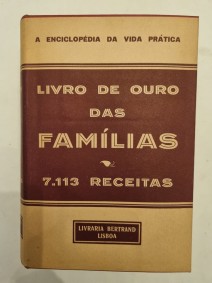 A ENCICLOPÉDIA DA VIDA PRÁTICA
LIVRO DE OURO
DAS
FAMÍLIAS
7.113 RECEITAS
LIVRARIA BERTRAND
LISBOA